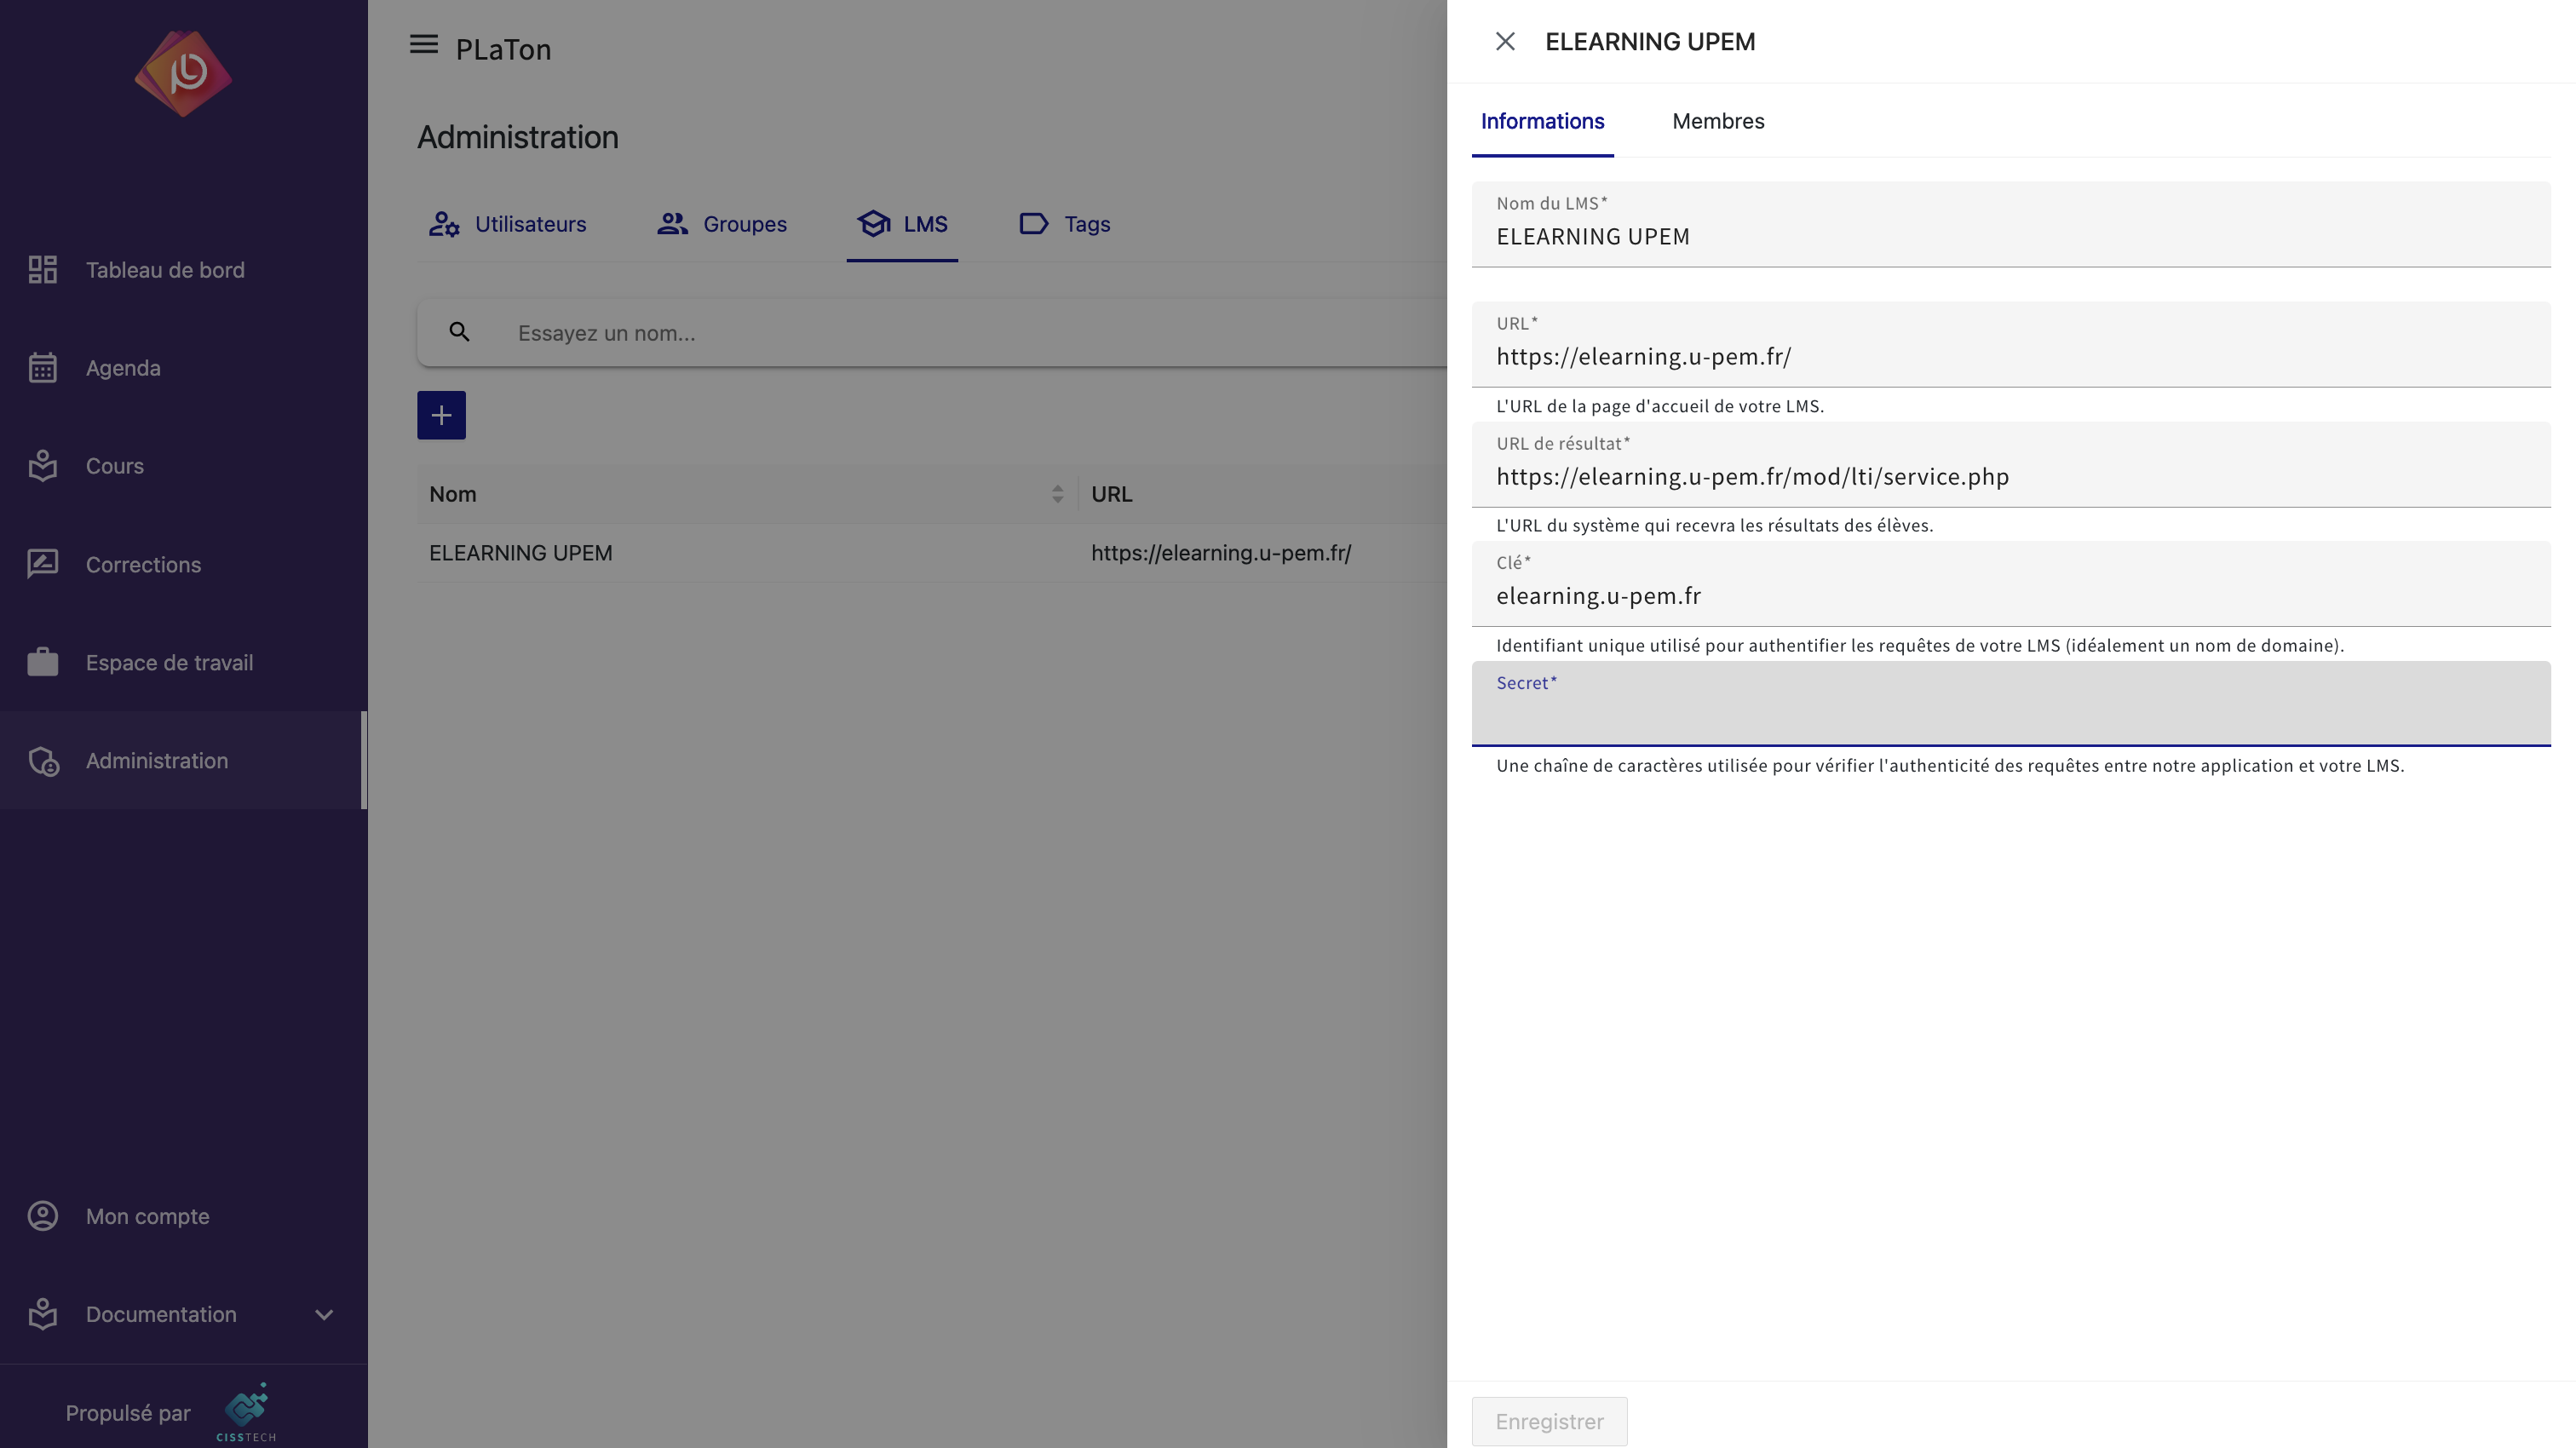 Tableau de bord
Agenda
Cours
Corrections
Espace de travail
Administration
Mon compte
Documentation
Propulsé par
CISSTECH
PLaTon
Administration
Utilisateurs
Groupes
LMS
Tags
Essayez un nom...
Nom
URL
ELEARNING UPEM
https://elearning.u-pem.fr/
ELEARNING UPEM
Informations
Membres
Nom du LMS*
ELEARNING UPEM
URL*
https://elearning.u-pem.fr/
L'URL de la page d'accueil de votre LMS.
URL de résultat*
https://elearning.u-pem.fr/mod/lti/service.php
L'URL du système qui recevra les résultats des élèves.
Clé*
elearning.u-pem.fr
Identifiant unique utilisé pour authentifier les requêtes de votre LMS (idéalement un nom de domaine).
Secret*
Une chaîne de caractères utilisée pour vérifier l'authenticité des requêtes entre notre application et votre LMS.
Enregistrer